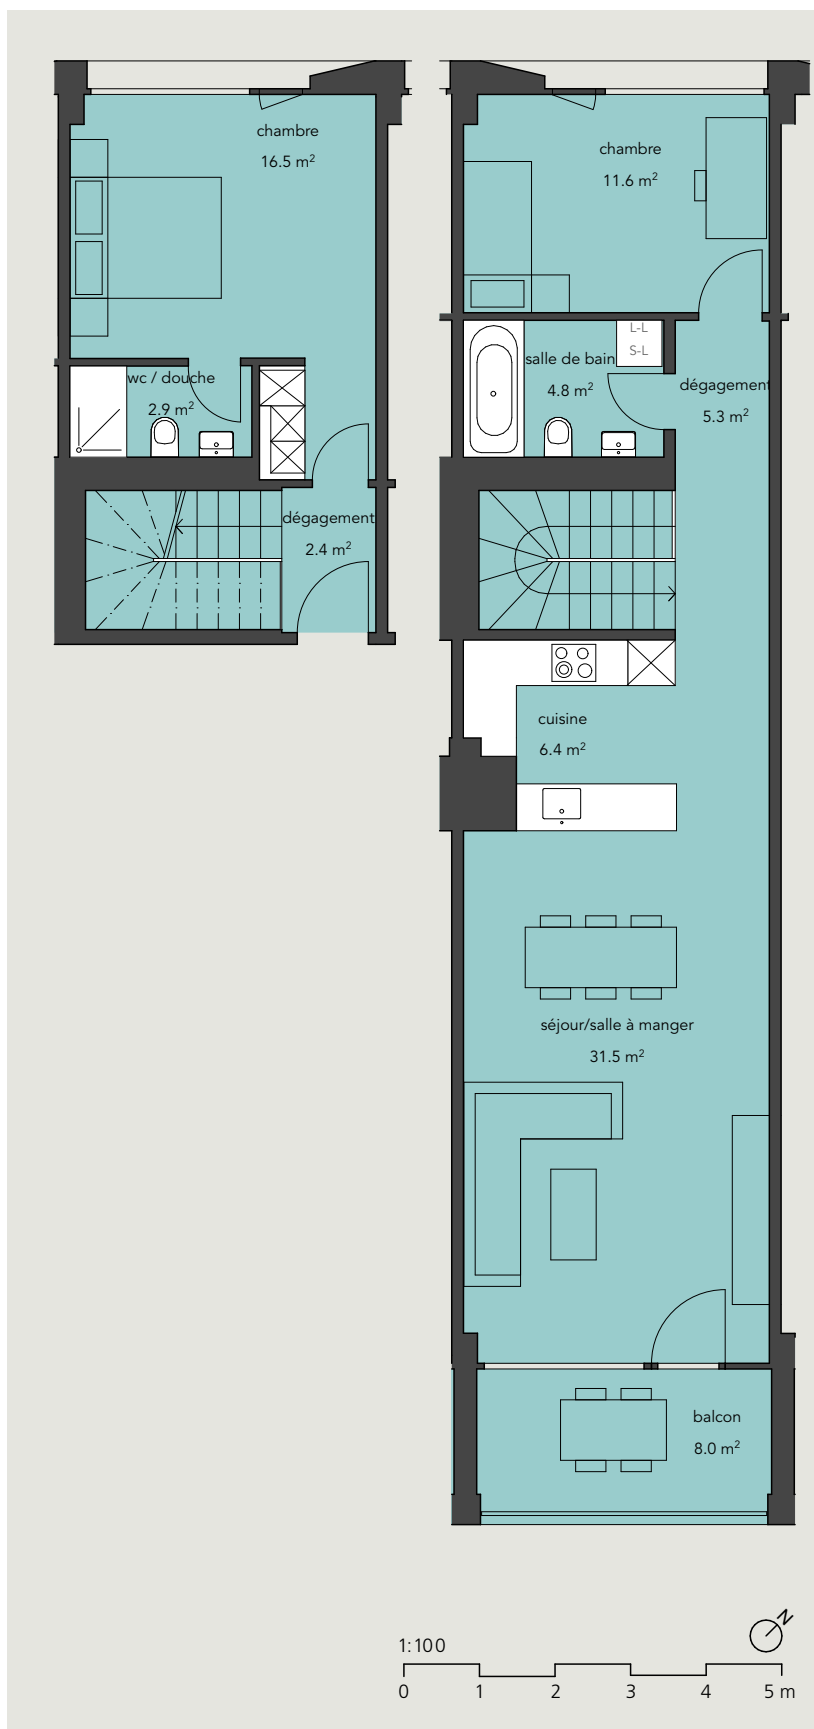 chambre
16.5 m²
wc / douche
2.9 m²
dégagement
2.4 m²
chambre
11.6 m²
L-L
S-L
salle de bain
4.8 m²
dégagement
5.3 m²
cuisine
6.4 m²
séjour/salle à manger
31.5 m²
balcon
8.0 m²
N
1:100
0 1 2 3 4 5 m